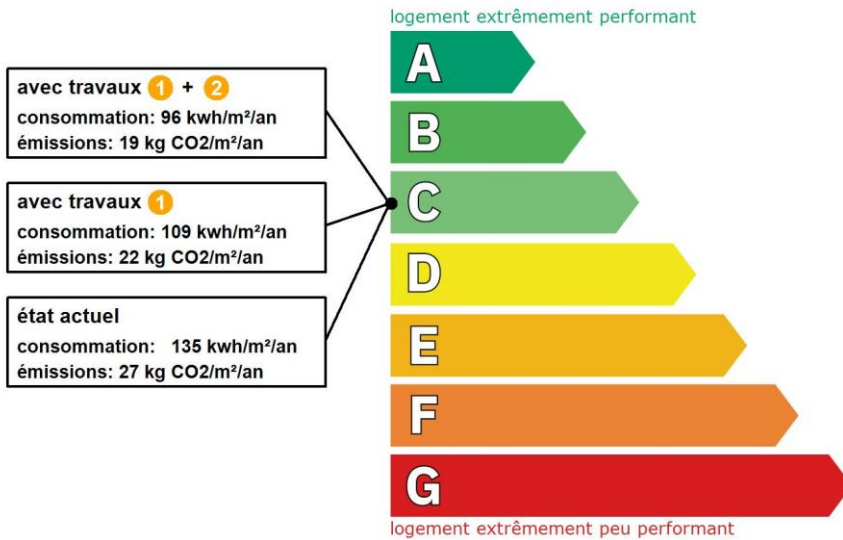 logement extrêmement performant
avec travaux 1 + 2
consommation: 96 kwh/m²/an
émissions: 19 kg CO2/m²/an
avec travaux 1
consommation: 109 kwh/m²/an
émissions: 22 kg CO2/m²/an
état actuel
consommation: 135 kwh/m²/an
émissions: 27 kg CO2/m²/an
A
B
C
D
E
F
G
logement extrêmement peu performant